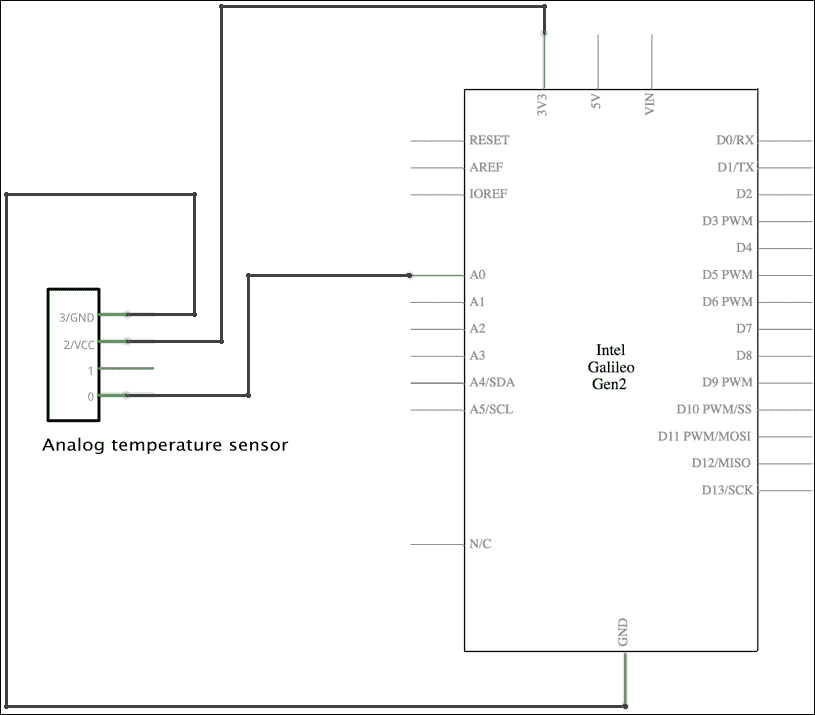 3V3
5V
VIN
RESET
AREF
IOREF
A0
A1
A2
A3
A4/SDA
A5/SCL
N/C
D0/RX
D1/TX
D2
D3 PWM
D4
D5 PWM
D6 PWM
D7
D8
D9 PWM
D10 PWM/SS
D11 PWM/MOSI
D12/MISO
D13/SCK
Intel
Galileo
Gen2
GND
3/GND
2/VCC
1
0
Analog temperature sensor